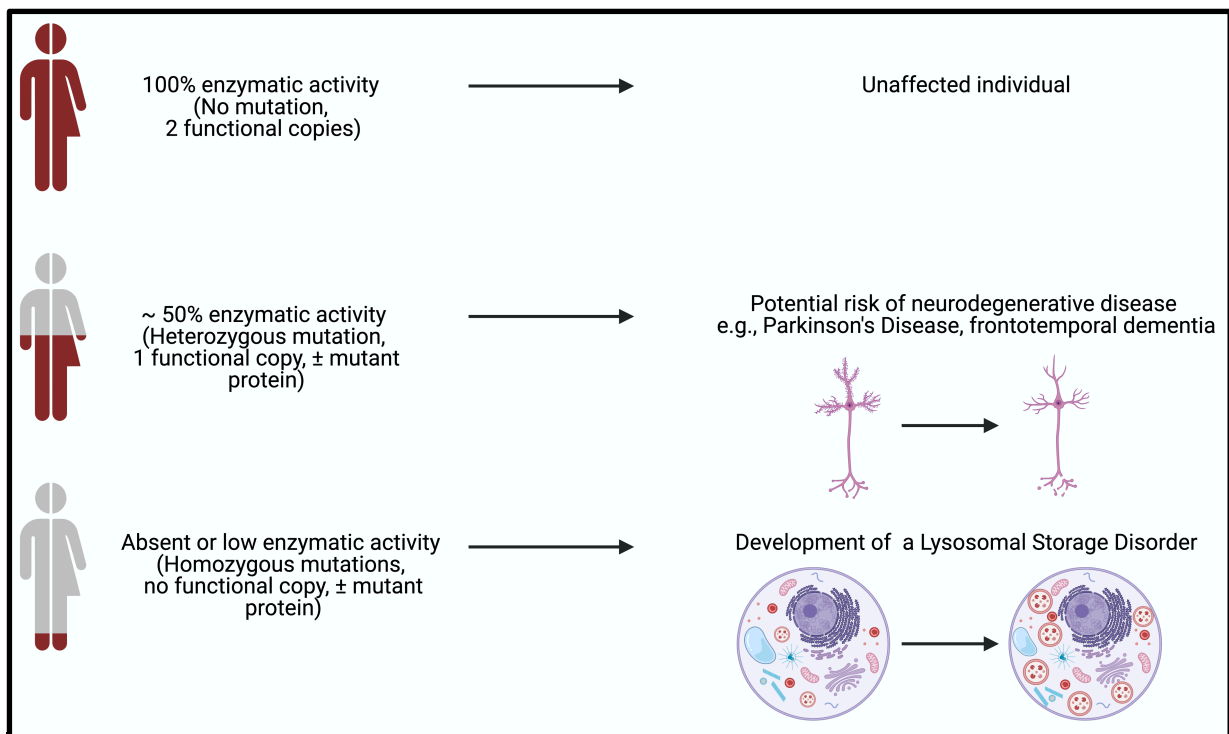 100% enzymatic activity
(No mutation,
2 functional copies)
Unaffected individual
~ 50% enzymatic activity
(Heterozygous mutation,
1 functional copy, ± mutant
protein)
Potential risk of neurodegenerative disease
e.g., Parkinson's Disease, frontotemporal dementia
Absent or low enzymatic activity
(Homozygous mutations,
no functional copy, ± mutant
protein)
Development of a Lysosomal Storage Disorder